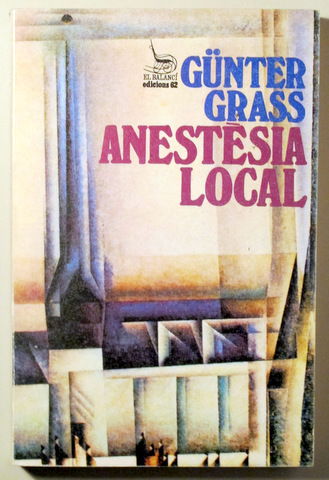 EL BALANCÍ
edicions 62
GÜNTER
GRASS
ANESTÈSIA
LOCAL